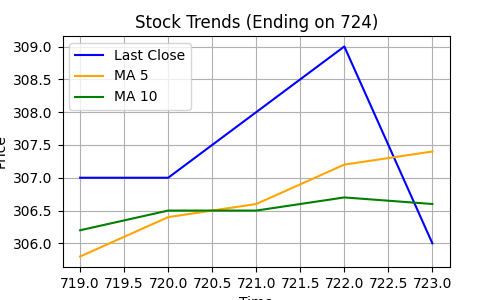 Stock Trends (Ending on 724)
309.0
308.5
308.0
307.5
307.0
306.5
306.0
Price
Last Close
MA 5
MA 10
719.0 719.5 720.0 720.5 721.0 721.5 722.0 722.5 723.0
Time